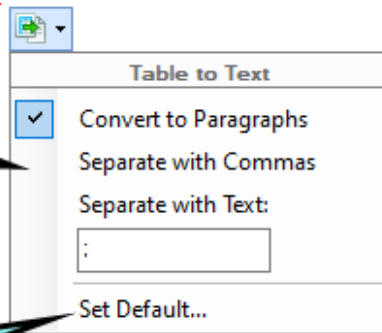 Table to Text
Convert to Paragraphs
Separate with Commas
Separate with Text:
;
Set Default...